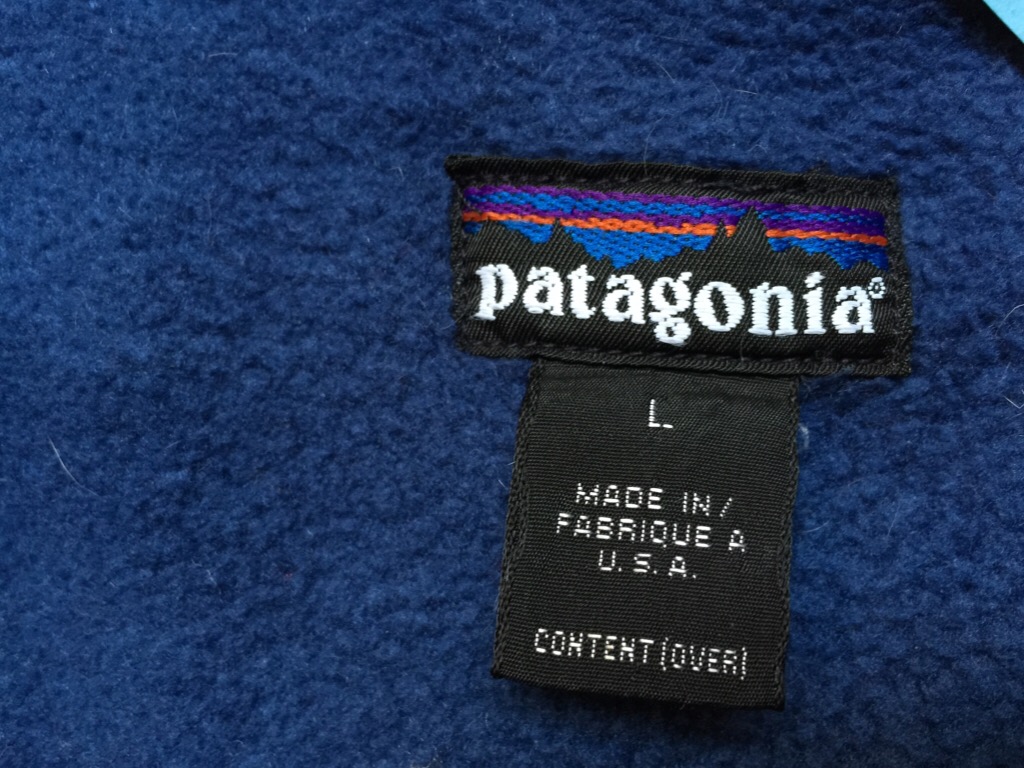 patagonia®
L
MADE IN /
FABRIQUE A
U. S. A.
CONTENT (OVER)